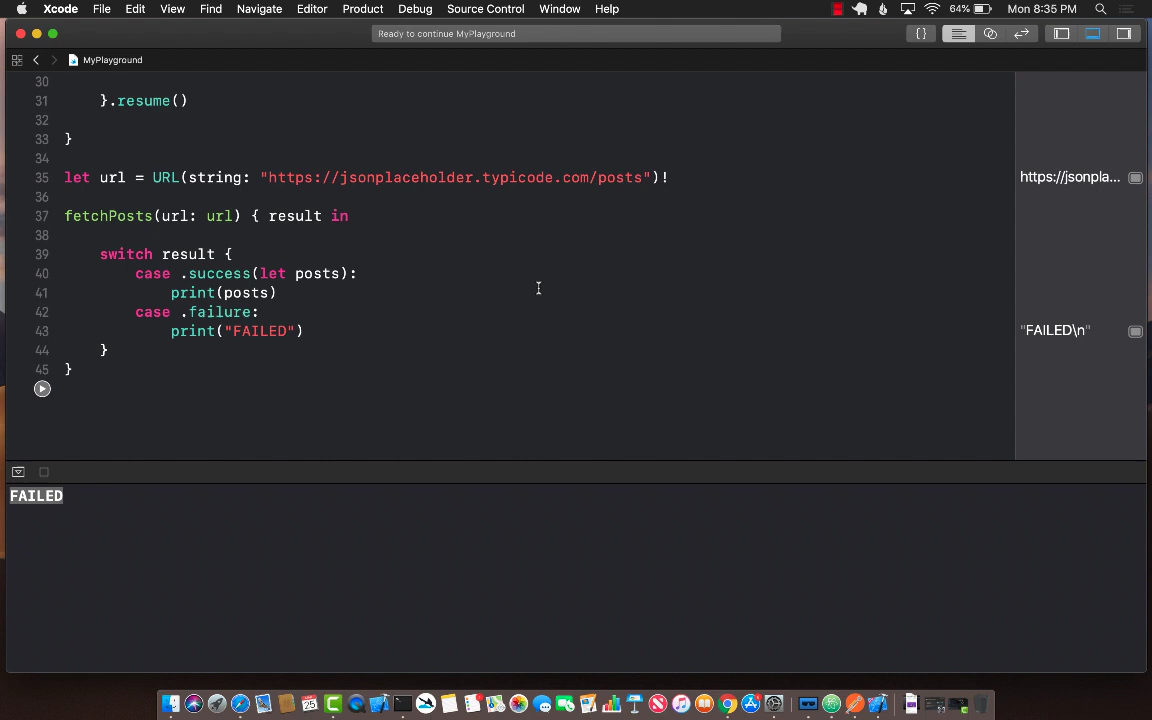 Xcode File Edit View Find Navigate Editor Product Debug Source Control Window Help 64% Mon 8:35 PM
Ready to continue MyPlayground {}
MyPlayground
30
31 }.resume()
32
33 }
34
35 let url = URL(string: "https://jsonplaceholder.typicode.com/posts")! https://jsonpla...
36
37 fetchPosts(url: url) { result in
38
39 switch result {
40 case .success(let posts):
41 print(posts)
42 case .failure:
43 print("FAILED") "FAILED\n"
44 }
45 }
FAILED
25